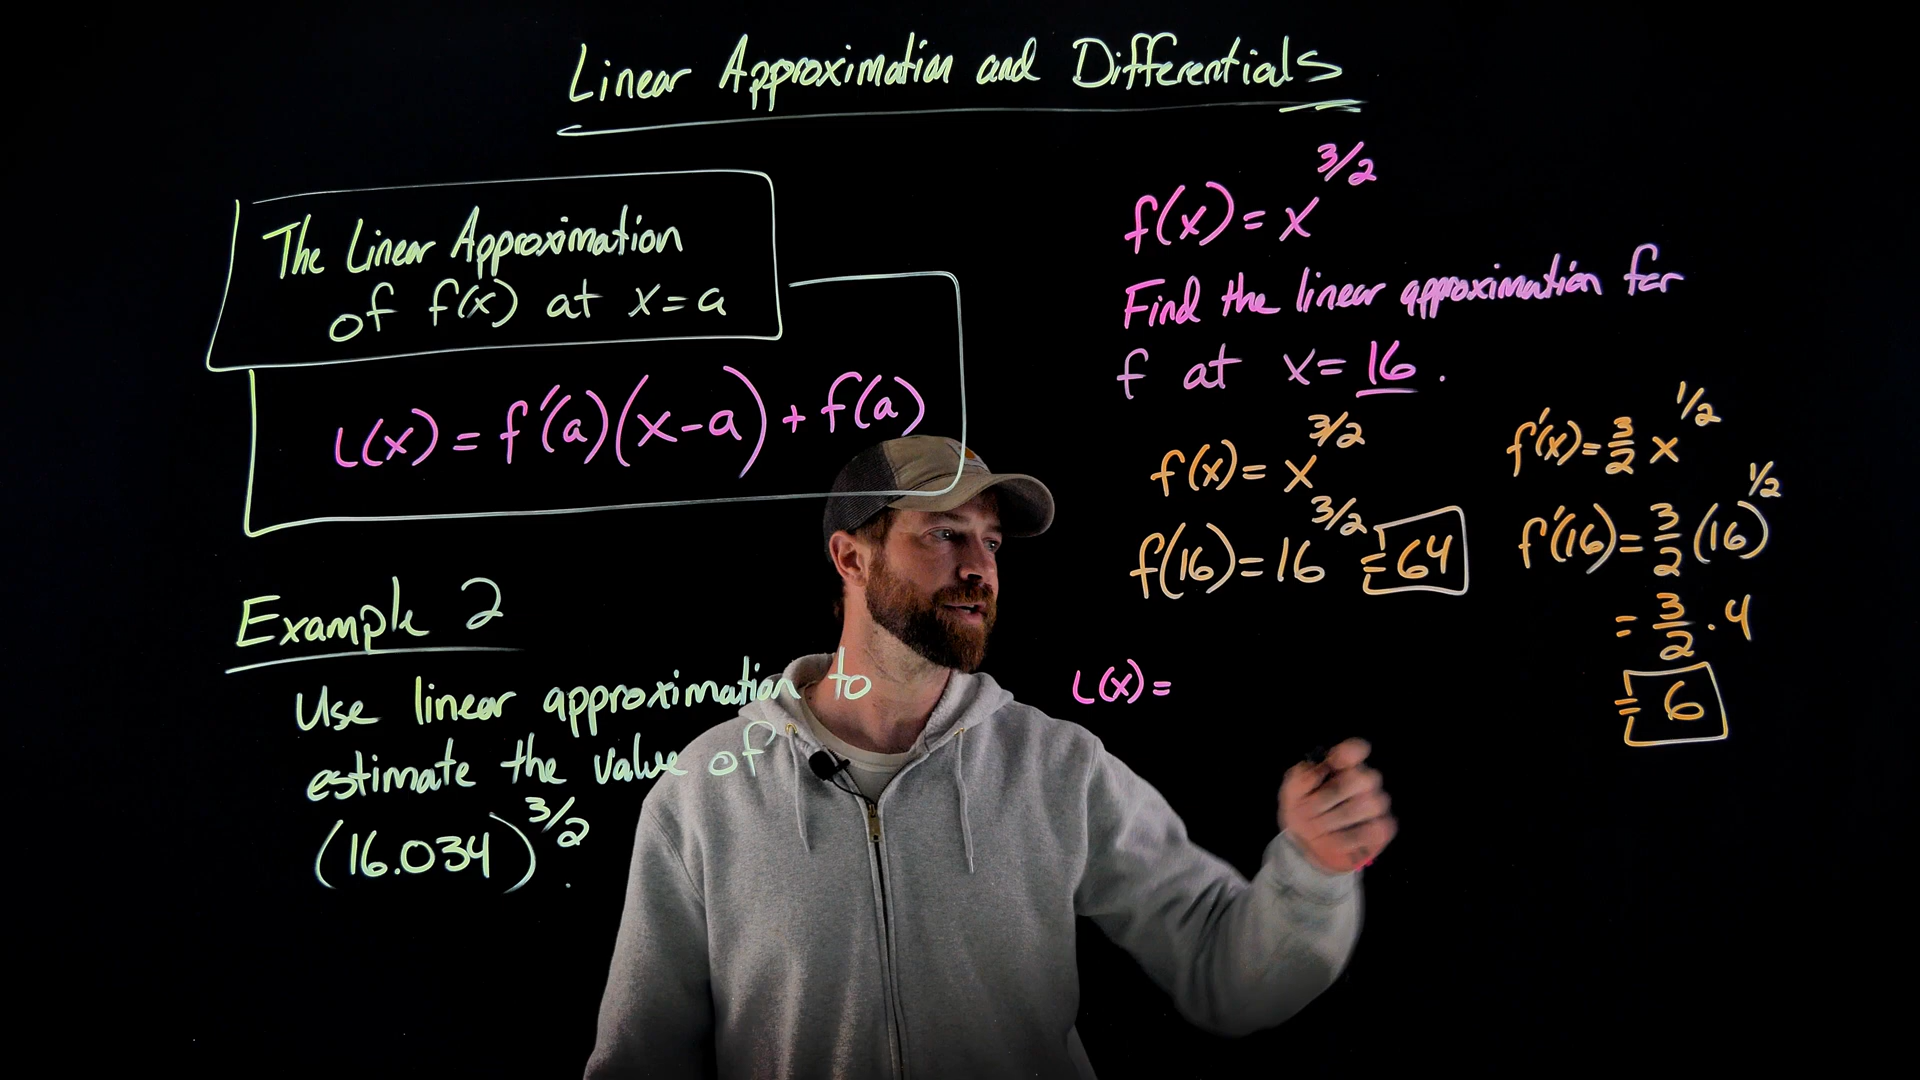 Linear Approximation and Differentials
The Linear Approximation
of f(x) at x=a
L(x) = f'(a)(x-a) + f(a)
Example 2
Use linear approximation to
estimate the value of
(16.034)^3/2.
f(x) = x^3/2
Find the linear approximation for
f at x=16.
f(x) = x^3/2
f(16) = 16^3/2 = 64
f'(x) = 3/2 x^1/2
f'(16) = 3/2 (16)^1/2
= 3/2 · 4
= 6
L(x) =